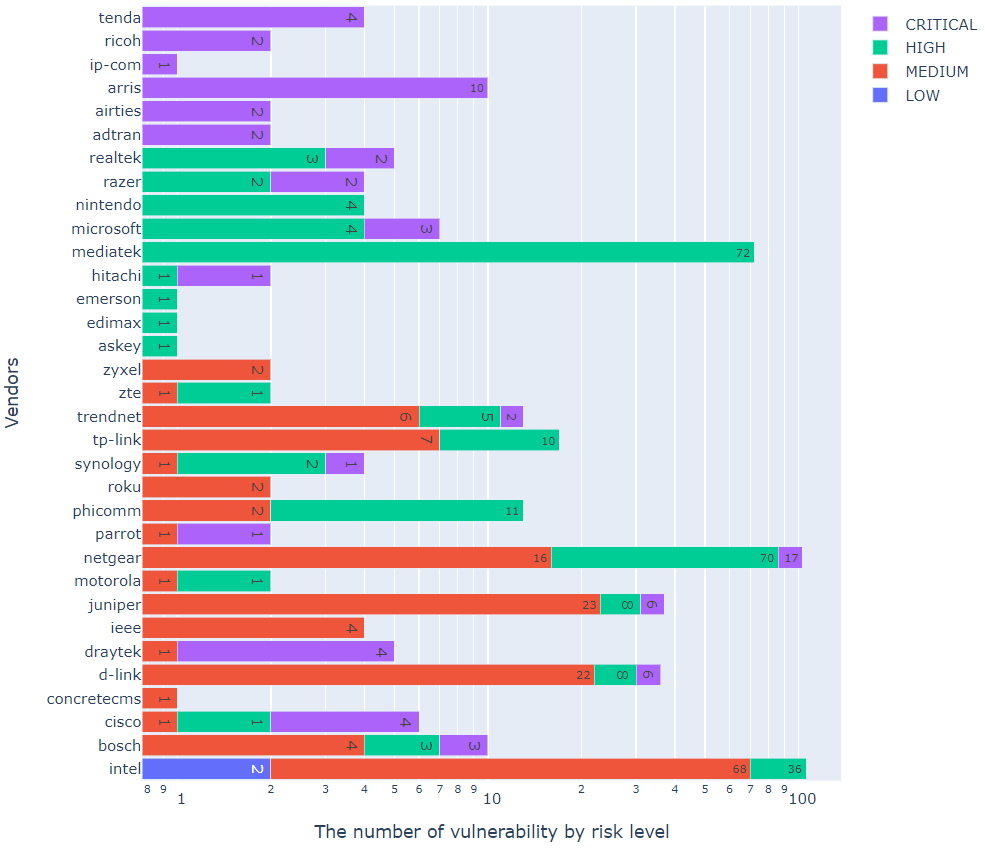 tenda 4
ricoh 2
ip-com 1
arris 10
airties 2
adtran 2
realtek 3 2
razer 2 2
nintendo 4
microsoft 4 3
mediatek 72
hitachi 1 1
emerson 1
edimax 1
askey 1
zyxel 2
zte 1 1
trendnet 6 5 2
tp-link 7 10
synology 1 2 1
roku 2
phicomm 2 11
parrot 1 1
netgear 16 70 17
motorola 1 1
juniper 23 8 6
ieee 4
draytek 1 4
d-link 22 8 6
concretecms 1
cisco 1 1 4
bosch 4 3 3
intel 2 68 36
8 9 1 2 3 4 5 6 7 8 9 10 2 3 4 5 6 7 8 9 100
The number of vulnerability by risk level
Vendors
CRITICAL
HIGH
MEDIUM
LOW